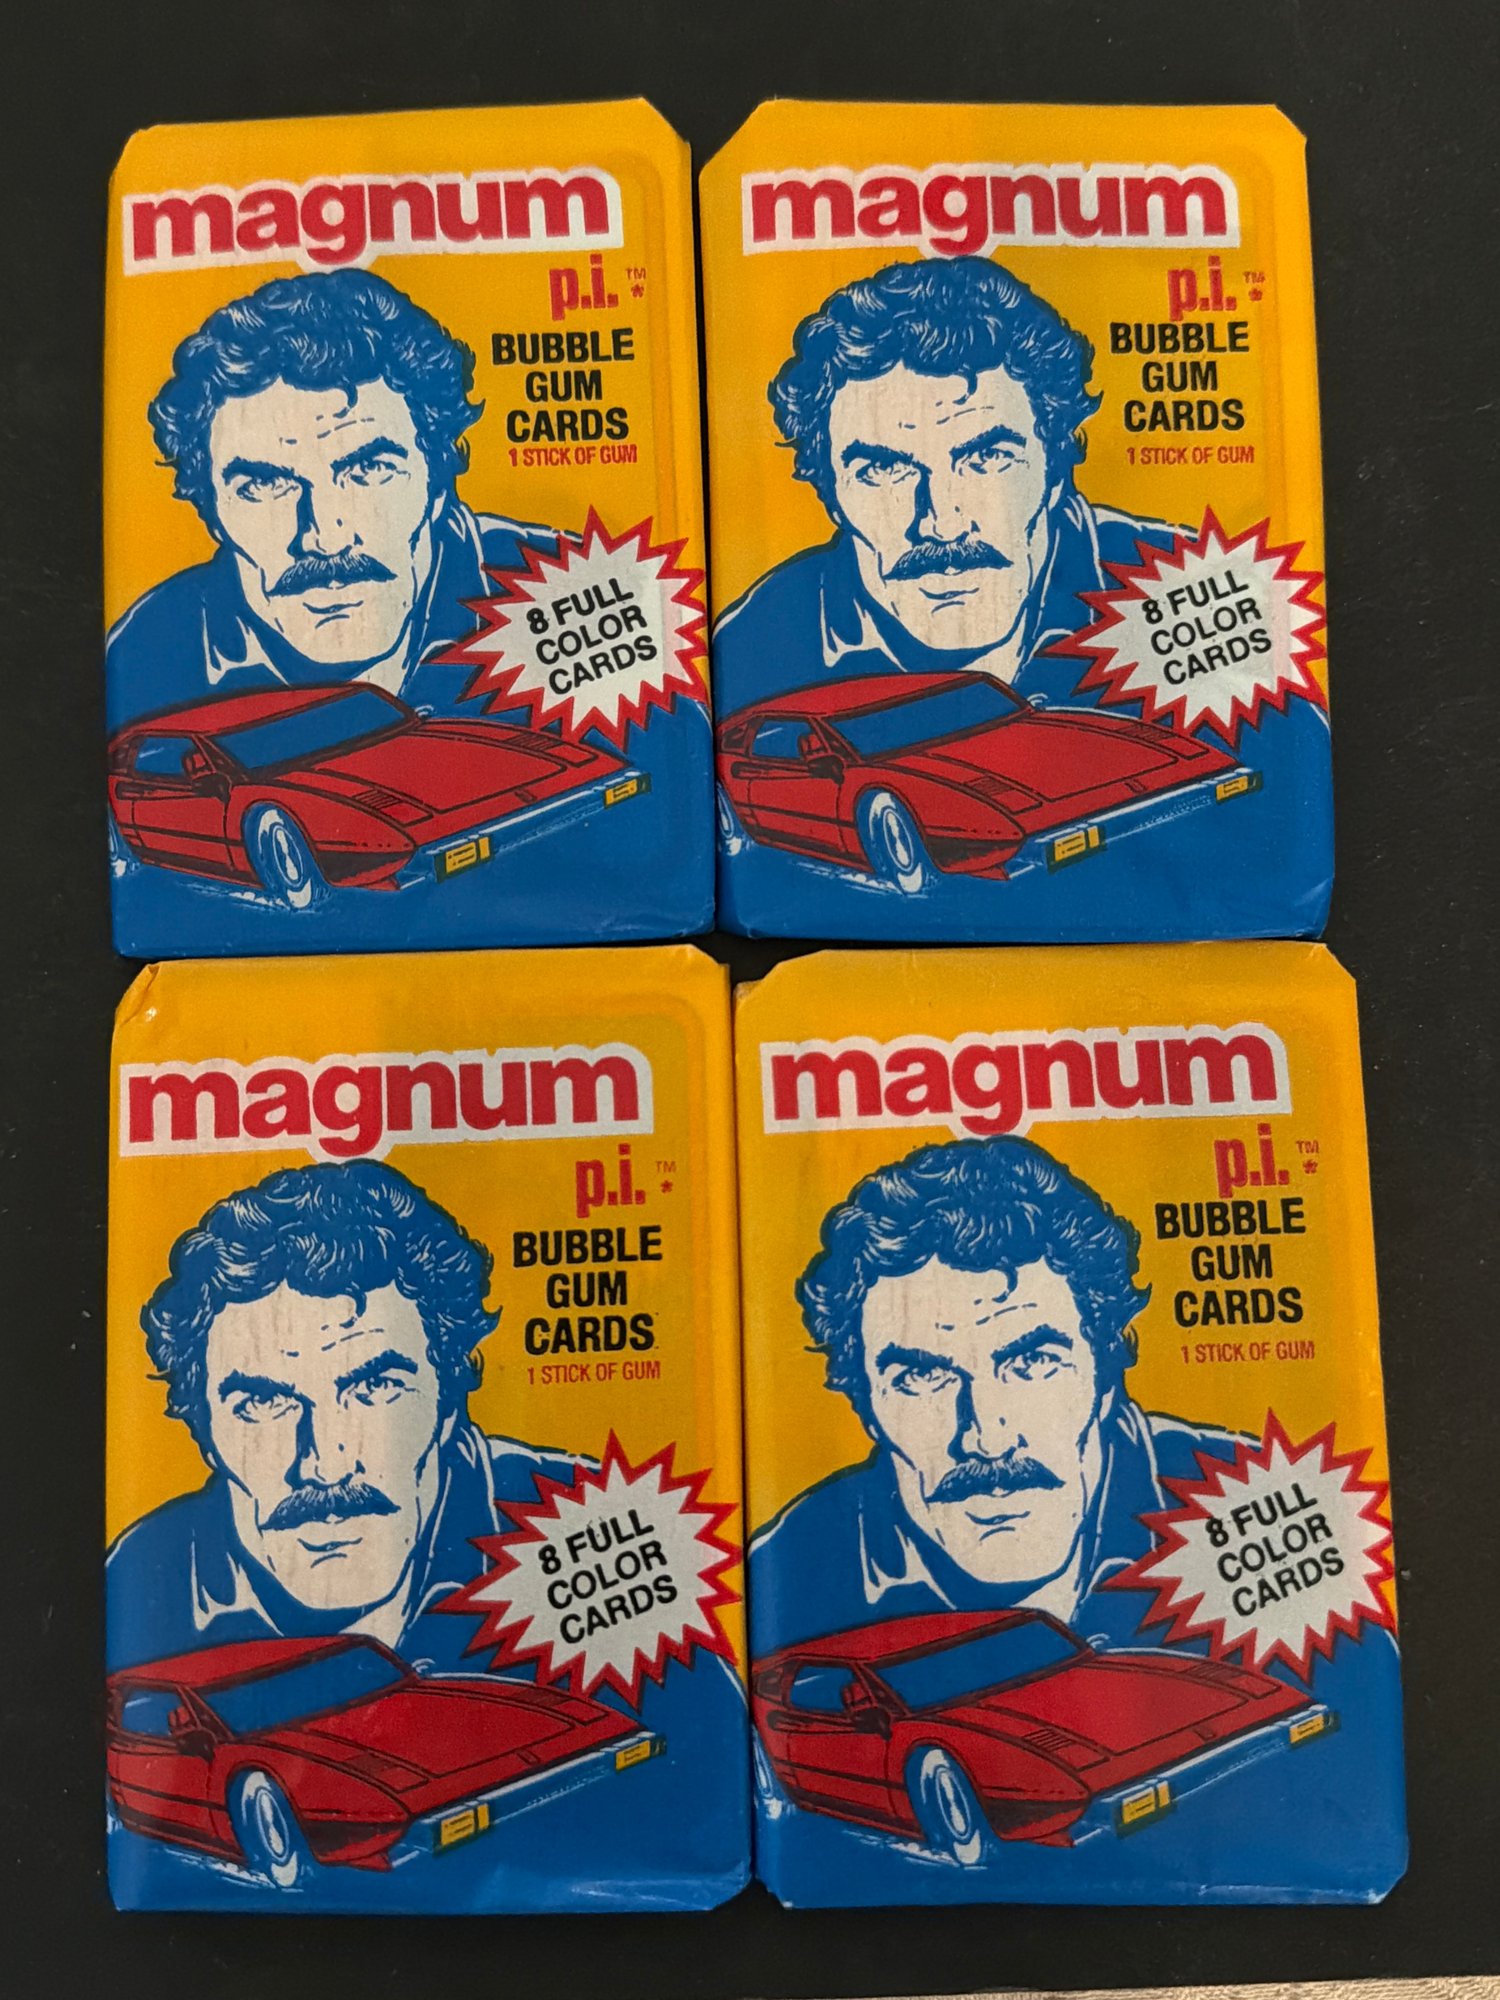 magnum
p.i. ™
*
BUBBLE
GUM
CARDS
1 STICK OF GUM
8 FULL
COLOR
CARDS
magnum
p.i. ™
*
BUBBLE
GUM
CARDS
1 STICK OF GUM
8 FULL
COLOR
CARDS
magnum
p.i. ™
*
BUBBLE
GUM
CARDS
1 STICK OF GUM
8 FULL
COLOR
CARDS
magnum
p.i. ™
*
BUBBLE
GUM
CARDS
1 STICK OF GUM
8 FULL
COLOR
CARDS